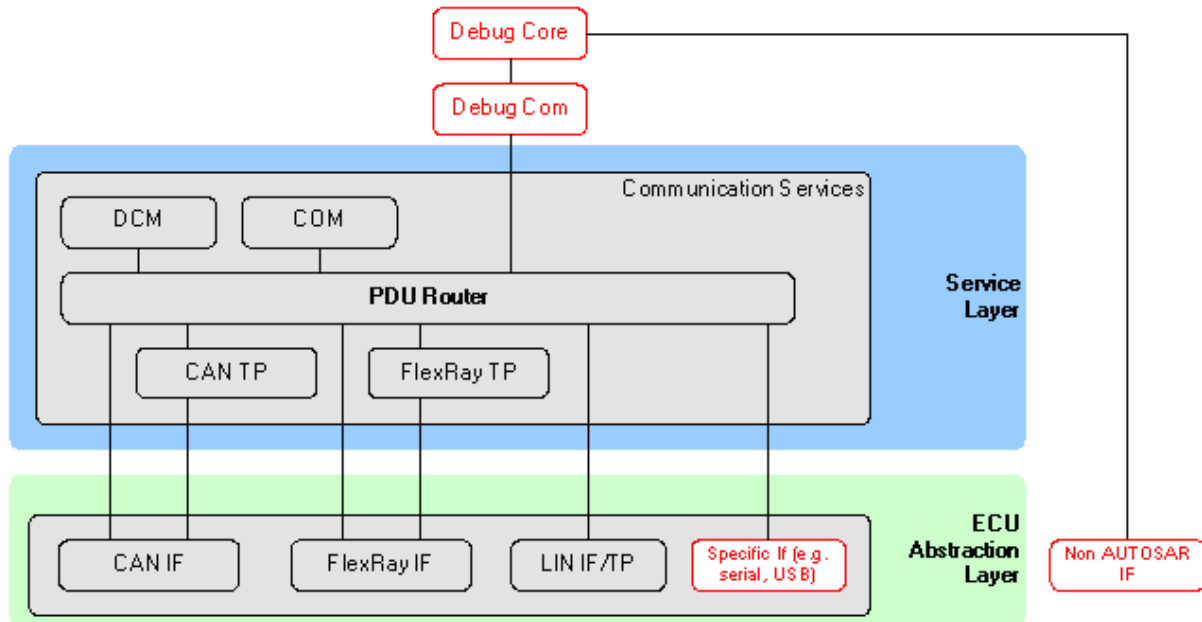 Debug Core
Debug Com
Communication Services
DCM
COM
PDU Router
Service
Layer
CAN TP
FlexRay TP
ECU
Abstraction
Layer
CAN IF
FlexRay IF
LIN IF/TP
Specific If (e.g.
serial, USB)
Non AUTOSAR
IF